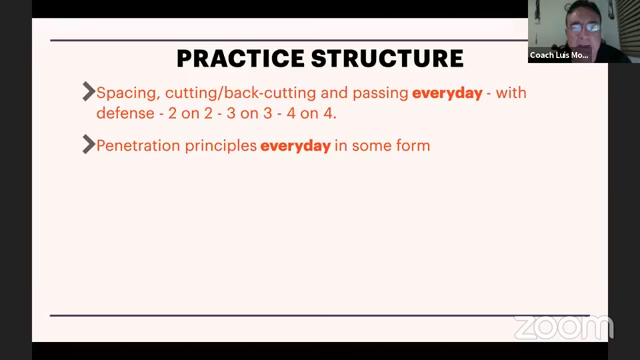 PRACTICE STRUCTURE
Coach Luis Mo...
Spacing, cutting/back-cutting and passing everyday - with
defense - 2 on 2 - 3 on 3 - 4 on 4.
Penetration principles everyday in some form
zoom